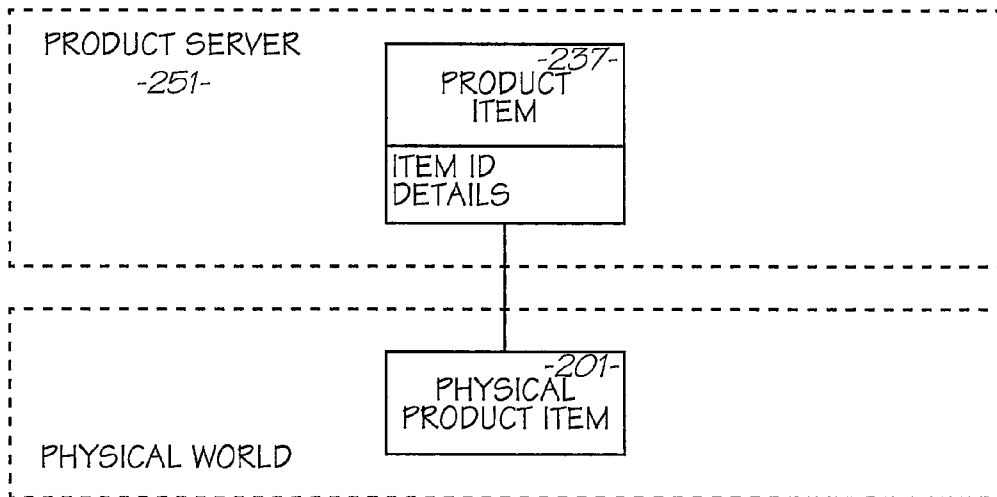 PRODUCT SERVER
-251-
-237-
PRODUCT
ITEM
ITEM ID
DETAILS
-201-
PHYSICAL
PRODUCT ITEM
PHYSICAL WORLD